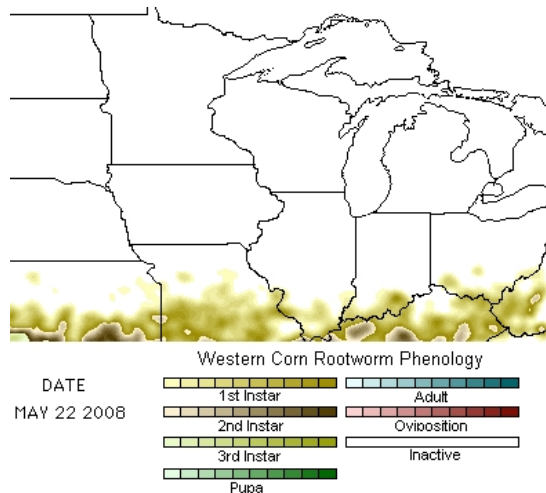 Western Corn Rootworm Phenology
DATE
MAY 22 2008
1st Instar
Adult
2nd Instar
Oviposition
3rd Instar
Inactive
Pupa